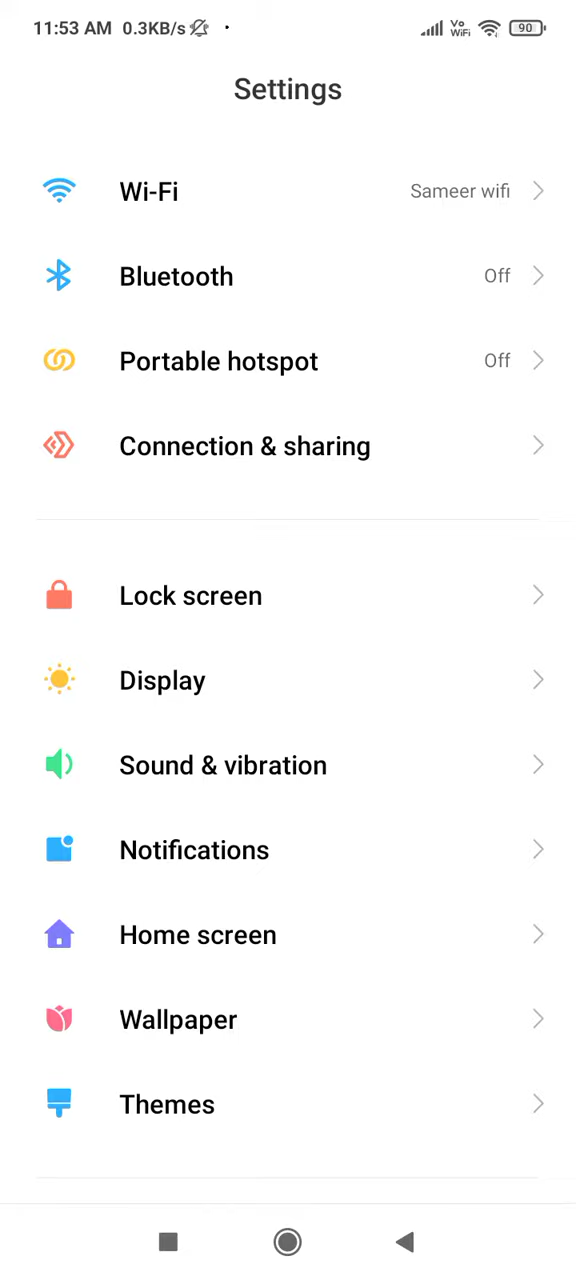 11:53 AM 0.3KB/s Vo WiFi 90
Settings
Wi-Fi Sameer wifi
Bluetooth Off
Portable hotspot Off
Connection & sharing
Lock screen
Display
Sound & vibration
Notifications
Home screen
Wallpaper
Themes